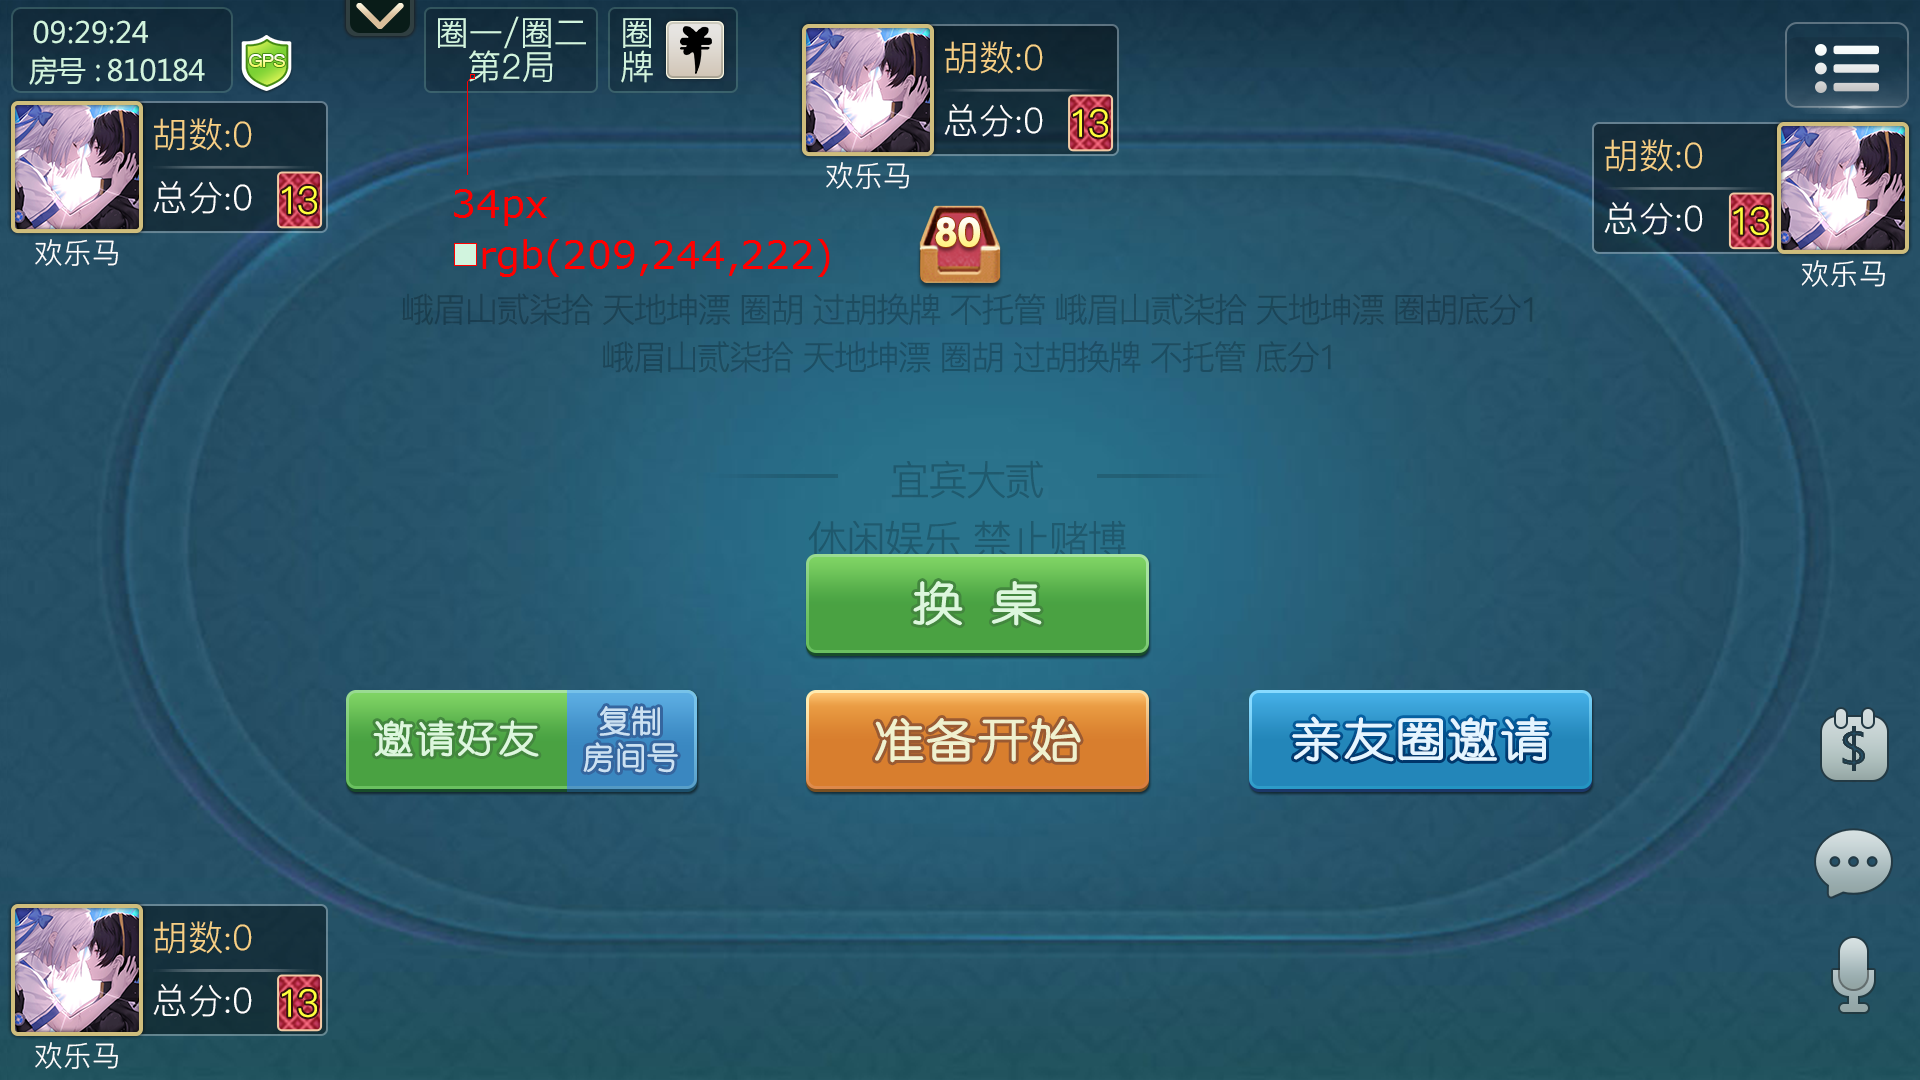 09:29:24
房号:810184
GPS
圈一/圈二
第2局
圈
牌
胡数:0
总分:0
13
欢乐马
胡数:0
总分:0
13
欢乐马
胡数:0
总分:0
13
欢乐马
34px
rgb(209,244,222)
80
峨眉山贰柒拾 天地坤漂 圈胡 过胡换牌 不托管 峨眉山贰柒拾 天地坤漂 圈胡底分1
峨眉山贰柒拾 天地坤漂 圈胡 过胡换牌 不托管 底分1
宜宾大贰
休闲娱乐 禁止赌博
换 桌
邀请好友
复制
房间号
准备开始
亲友圈邀请
$
胡数:0
总分:0
13
欢乐马